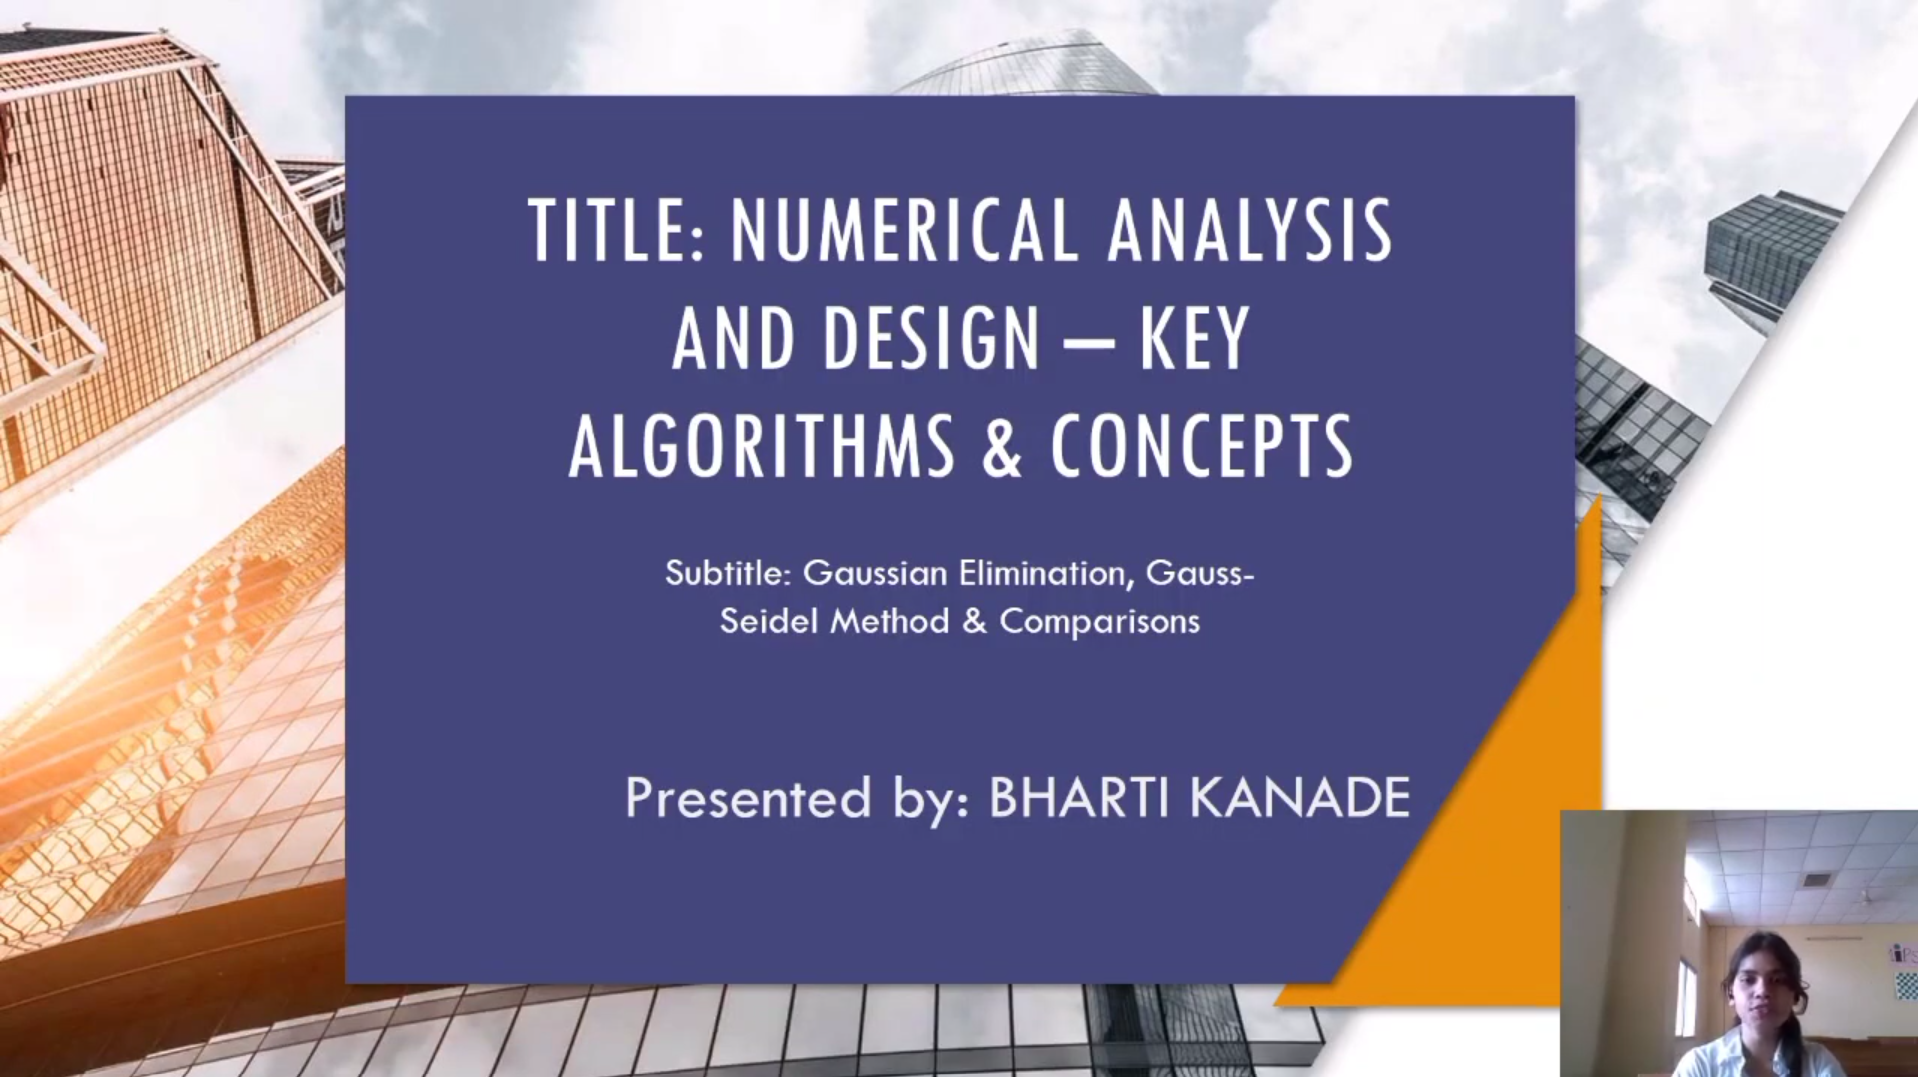 TITLE: NUMERICAL ANALYSIS
AND DESIGN – KEY
ALGORITHMS & CONCEPTS
Subtitle: Gaussian Elimination, Gauss-
Seidel Method & Comparisons
Presented by: BHARTI KANADE